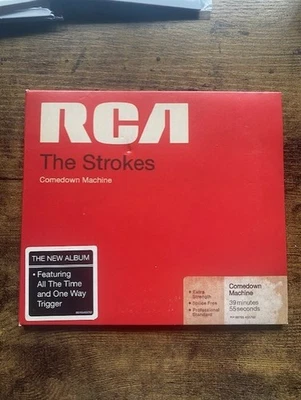 RCA
The Strokes
Comedown Machine
THE NEW ALBUM
• Featuring
All The Time
and One Way
Trigger
• Extra
Strength
• Noise Free
• Professional
Standard
Comedown
Machine
39 minutes
55 seconds